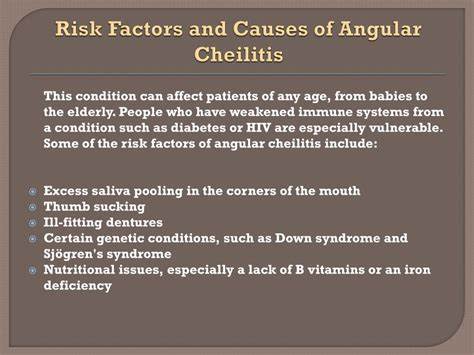 Risk Factors and Causes of Angular
Cheilitis
This condition can affect patients of any age, from babies to
the elderly. People who have weakened immune systems from
a condition such as diabetes or HIV are especially vulnerable.
Some of the risk factors of angular cheilitis include:
Excess saliva pooling in the corners of the mouth
Thumb sucking
Ill-fitting dentures
Certain genetic conditions, such as Down syndrome and
Sjögren's syndrome
Nutritional issues, especially a lack of B vitamins or an iron
deficiency